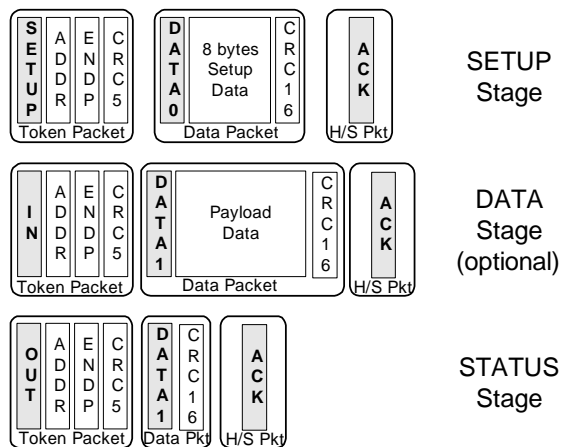 SETUP ADDR ENDP CRC5 DATA0 8 bytes Setup Data CRC16 ACK SETUP Stage
Token Packet Data Packet H/S Pkt
IN ADDR ENDP CRC5 DATA1 Payload Data CRC16 ACK DATA Stage (optional)
Token Packet Data Packet H/S Pkt
OUT ADDR ENDP CRC5 DATA1 CRC16 ACK STATUS Stage
Token Packet Data Pkt H/S Pkt